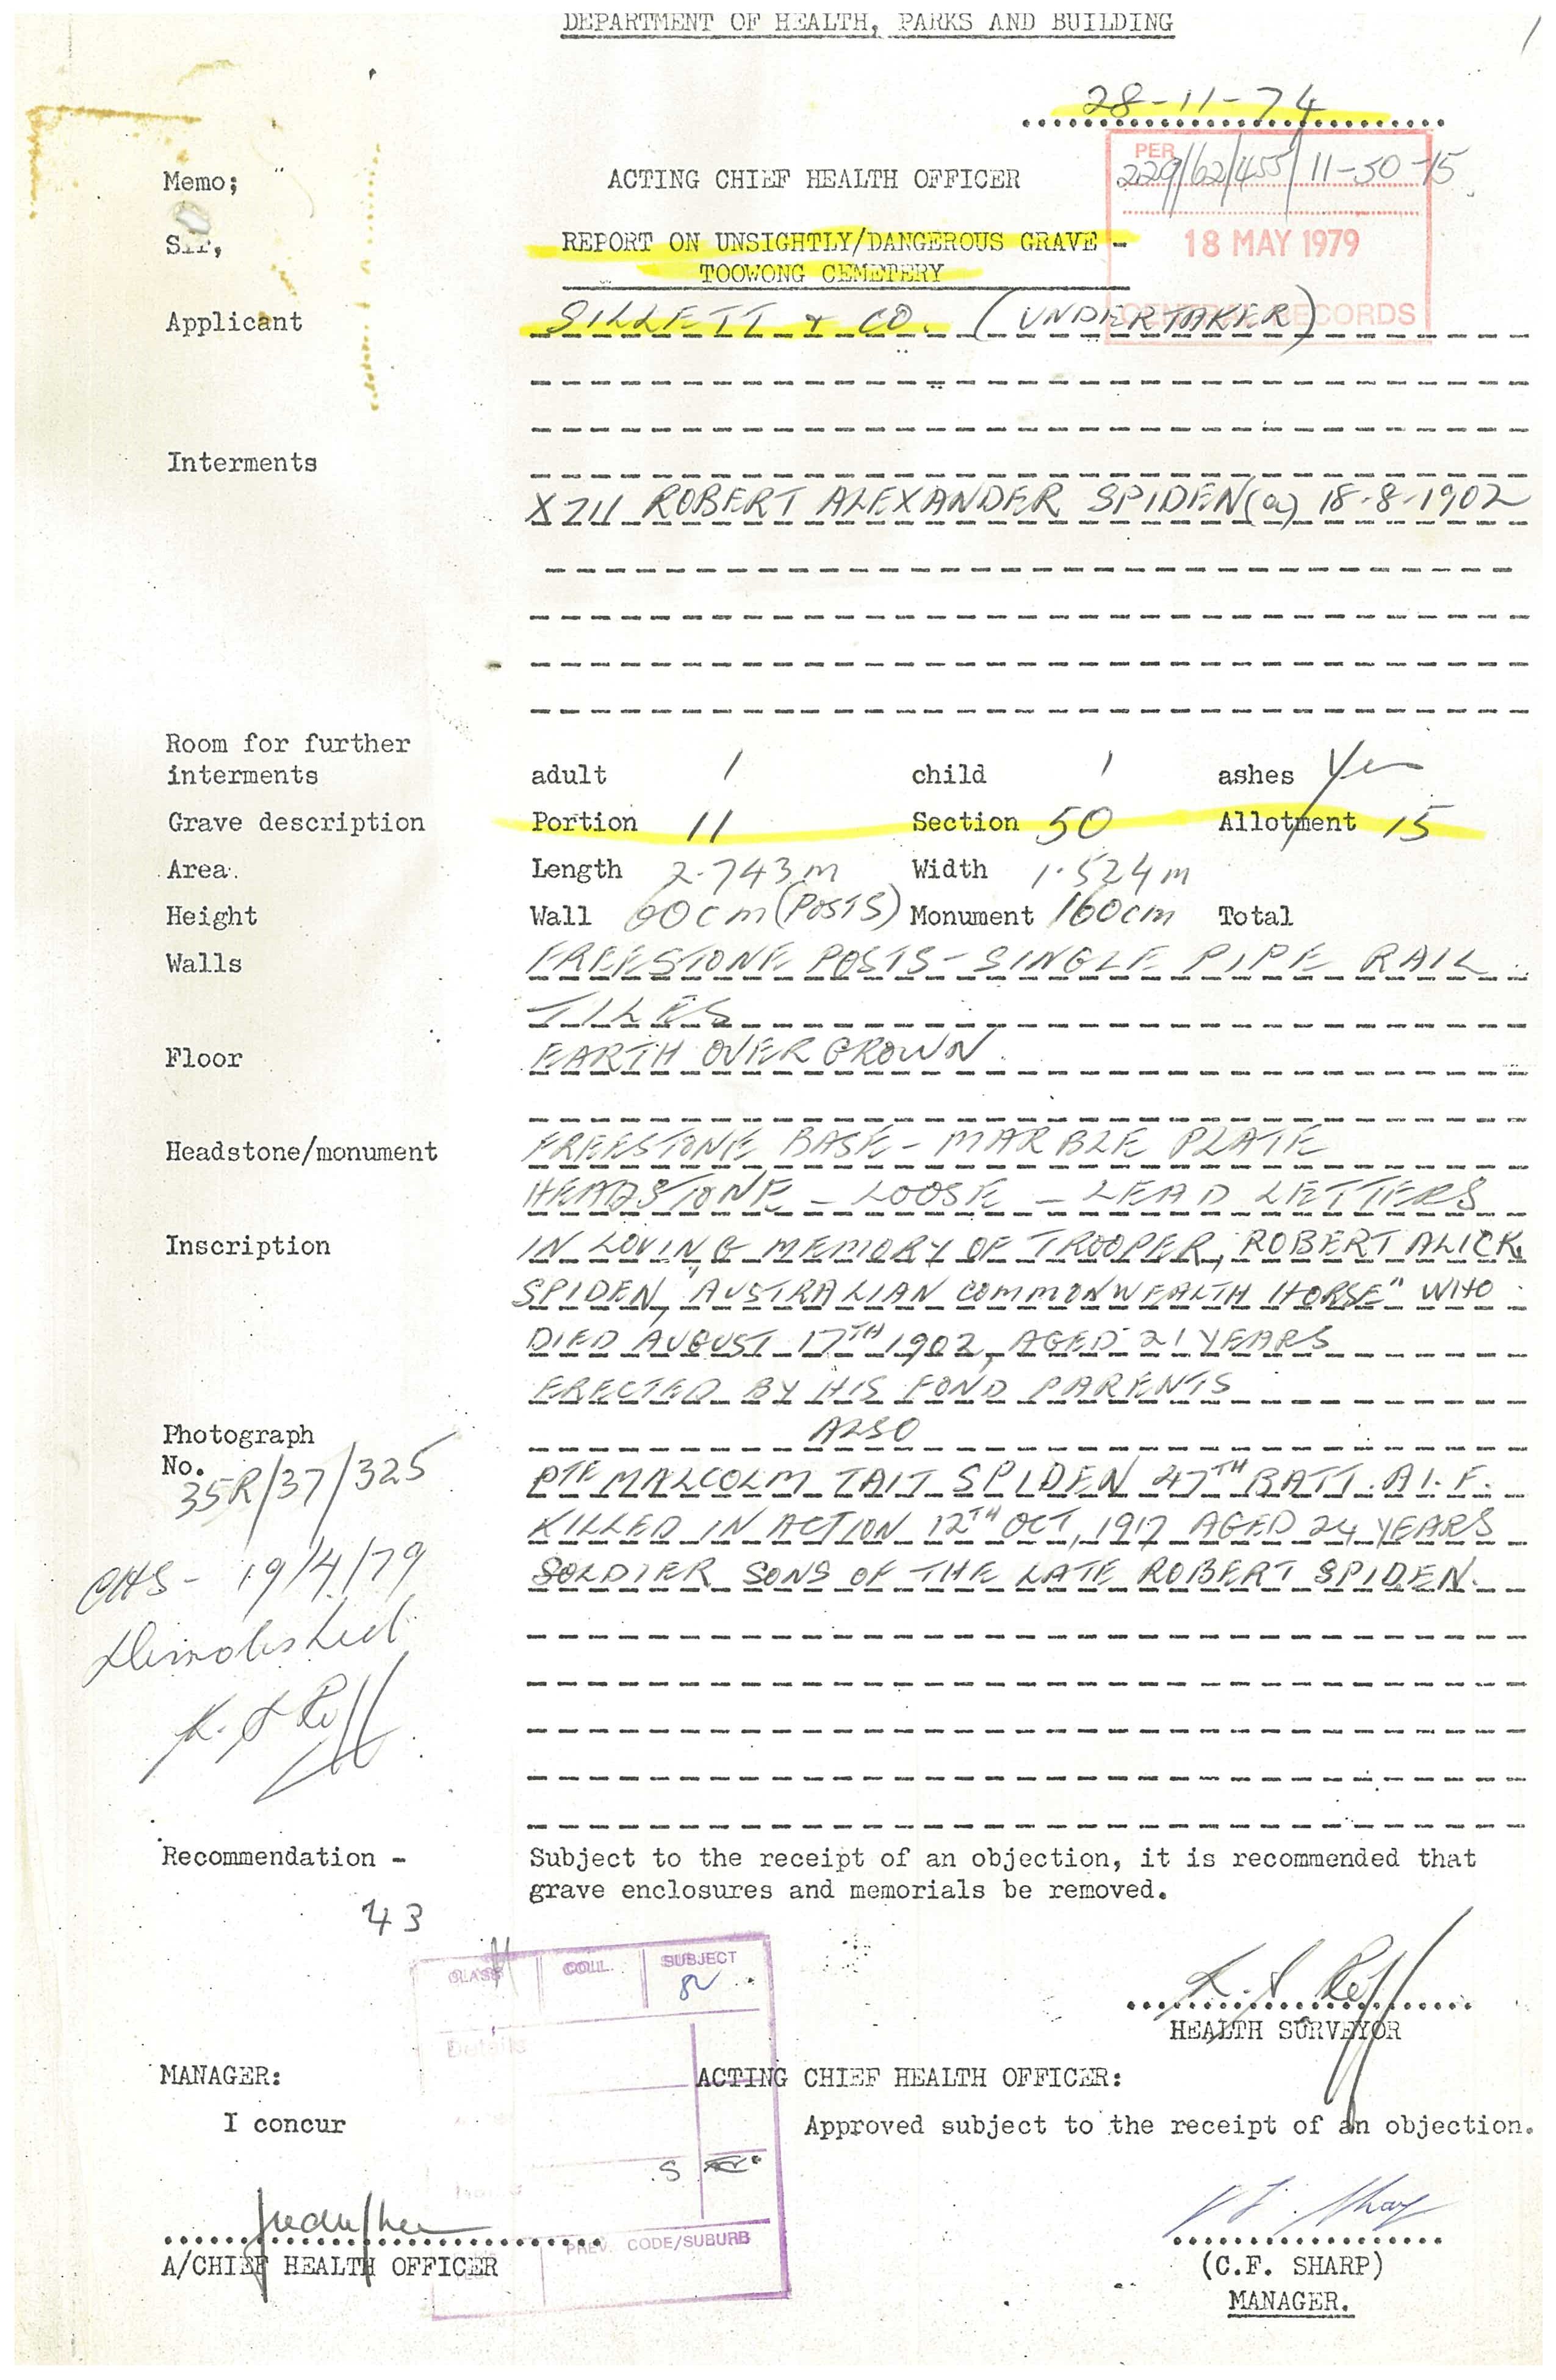 DEPARTMENT OF HEALTH, PARKS AND BUILDING
28-11-74
PER
229/62/455/11-50-15
Memo;
ACTING CHIEF HEALTH OFFICER
Sir,
REPORT ON UNSIGHTLY/DANGEROUS GRAVE -
TOOWONG CEMETERY
18 MAY 1979
CENTRAL RECORDS
Applicant
SILLETT & CO. (UNDERTAKER)
Interments
X711 ROBERT ALEXANDER SPIDEN (a) 18-8-1902
Room for further
interments adult 1 child 1 ashes Yes
Grave description Portion 11 Section 50 Allotment 15
Area. Length 2.743m Width 1.524m
Height Wall 60cm (POSTS) Monument 160cm Total
Walls FREESTONE POSTS - SINGLE PIPE RAIL
TILES
Floor EARTH OVERGROWN.
Headstone/monument FREESTONE BASE - MARBLE PLATE
HEADSTONE - LOOSE - LEAD LETTERS
Inscription IN LOVING MEMORY OF TROOPER, ROBERT ALICK
SPIDEN, "AUSTRALIAN COMMONWEALTH HORSE" WHO
DIED AUGUST 17TH 1902, AGED 21 YEARS
ERECTED BY HIS FOND PARENTS
ALSO
Photograph
No. 35R/37/325
PTE MALCOLM TAIT SPIDEN 47TH BATT. A.I.F.
KILLED IN ACTION 12TH OCT, 1917 AGED 24 YEARS
SOLDIER SONS OF THE LATE ROBERT SPIDEN.
CHS - 19/4/79
Demolished
Recommendation - Subject to the receipt of an objection, it is recommended that
grave enclosures and memorials be removed.
43
CLASS COLL. SUBJECT
82
Details
HEALTH SURVEYOR
MANAGER:
ACTING CHIEF HEALTH OFFICER:
I concur
Approved subject to the receipt of an objection.
S
PREV. CODE/SUBURB
A/CHIEF HEALTH OFFICER
(C.F. SHARP)
MANAGER.